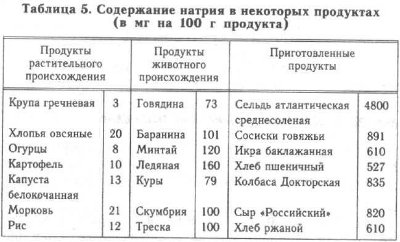 Таблица 5. Содержание натрия в некоторых продуктах
(в мг на 100 г продукта)
Продукты растительного происхождения | Продукты животного происхождения | Приготовленные продукты
Крупа гречневая 3 | Говядина 73 | Сельдь атлантическая среднесоленая 4800
Хлопья овсяные 20 | Баранина 101 | Сосиски говяжьи 891
Огурцы 8 | Минтай 120 | Икра баклажанная 610
Картофель 10 | Ледяная 160 | Хлеб пшеничный 527
Капуста белокочанная 13 | Куры 79 | Колбаса Докторская 835
Морковь 21 | Скумбрия 100 | Сыр «Российский» 820
Рис 12 | Треска 100 | Хлеб ржаной 610